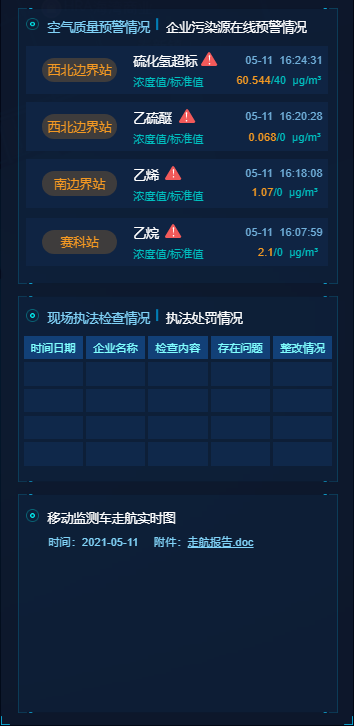 空气质量预警情况 | 企业污染源在线预警情况
西北边界站 硫化氢超标 05-11 16:24:31
浓度值/标准值 60.544/40 μg/m³
西北边界站 乙硫醚 05-11 16:20:28
浓度值/标准值 0.068/0 μg/m³
南边界站 乙烯 05-11 16:18:08
浓度值/标准值 1.07/0 μg/m³
赛科站 乙烷 05-11 16:07:59
浓度值/标准值 2.1/0 μg/m³
现场执法检查情况 | 执法处罚情况
时间日期 企业名称 检查内容 存在问题 整改情况
移动监测车走航实时图
时间：2021-05-11 附件：走航报告.doc